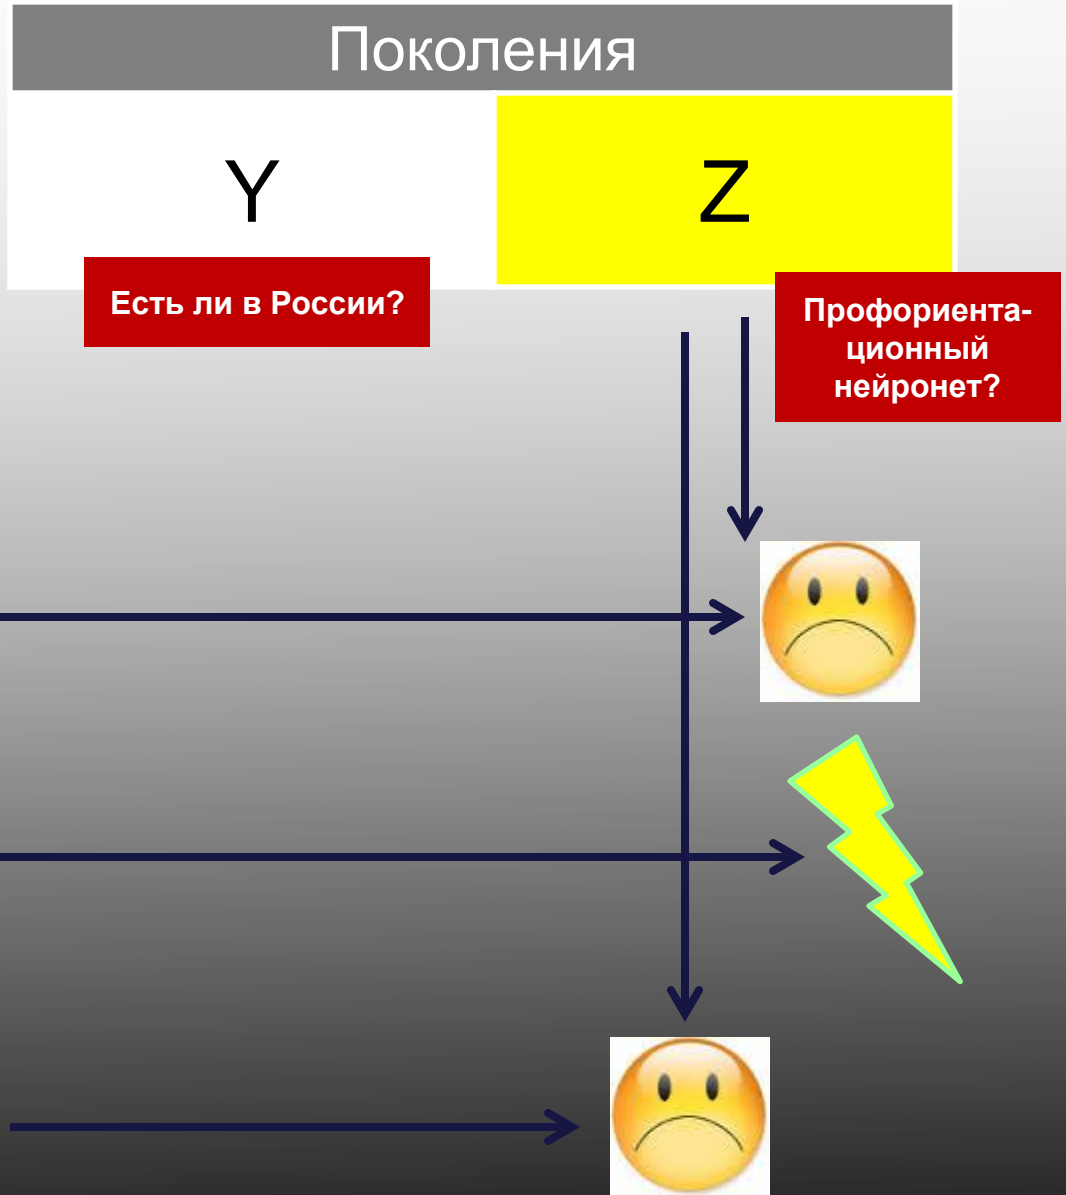 Поколения
Y
Z
Есть ли в России?
Профориента-
ционный
нейронет?